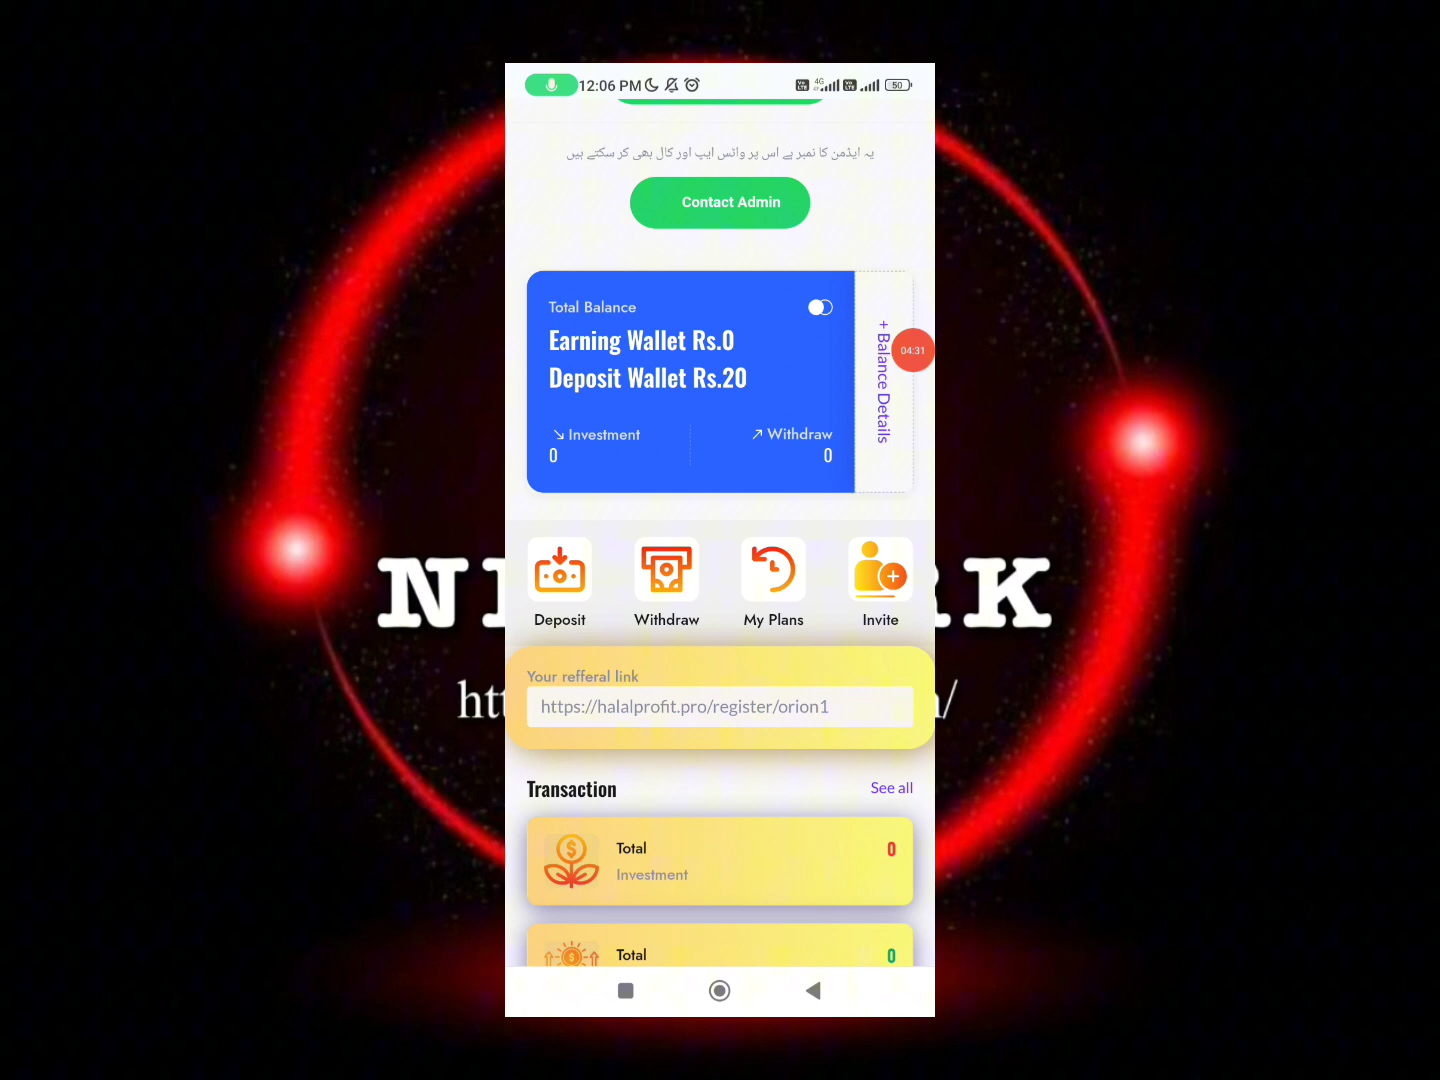 12:06 PM
4G
50
یہ ایڈمن کا نمبر ہے اس پر واٹس ایپ اور کال بھی کر سکتے ہیں
Contact Admin
Total Balance
Earning Wallet Rs.0
Deposit Wallet Rs.20
+ Balance Details
04:31
Investment
Withdraw
0
0
Deposit
Withdraw
My Plans
Invite
Your refferal link
https://halalprofit.pro/register/orion1
Transaction
See all
Total
0
Investment
Total
0